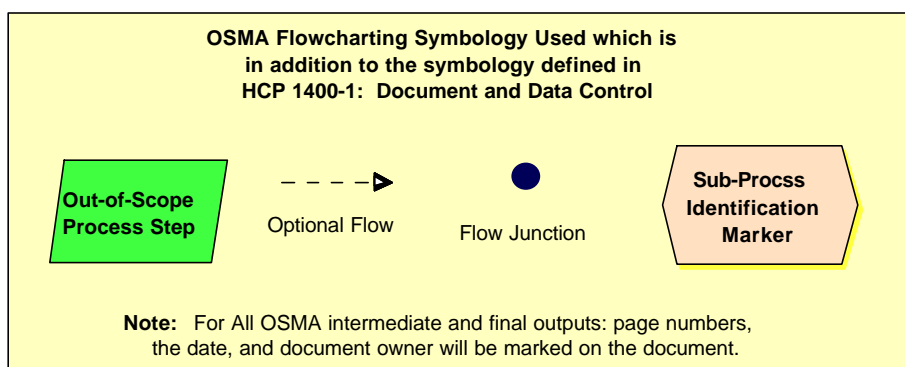 OSMA Flowcharting Symbology Used which is
in addition to the symbology defined in
HCP 1400-1: Document and Data Control
Out-of-Scope
Process Step
Optional Flow
Flow Junction
Sub-Procss
Identification
Marker
Note: For All OSMA intermediate and final outputs: page numbers,
the date, and document owner will be marked on the document.